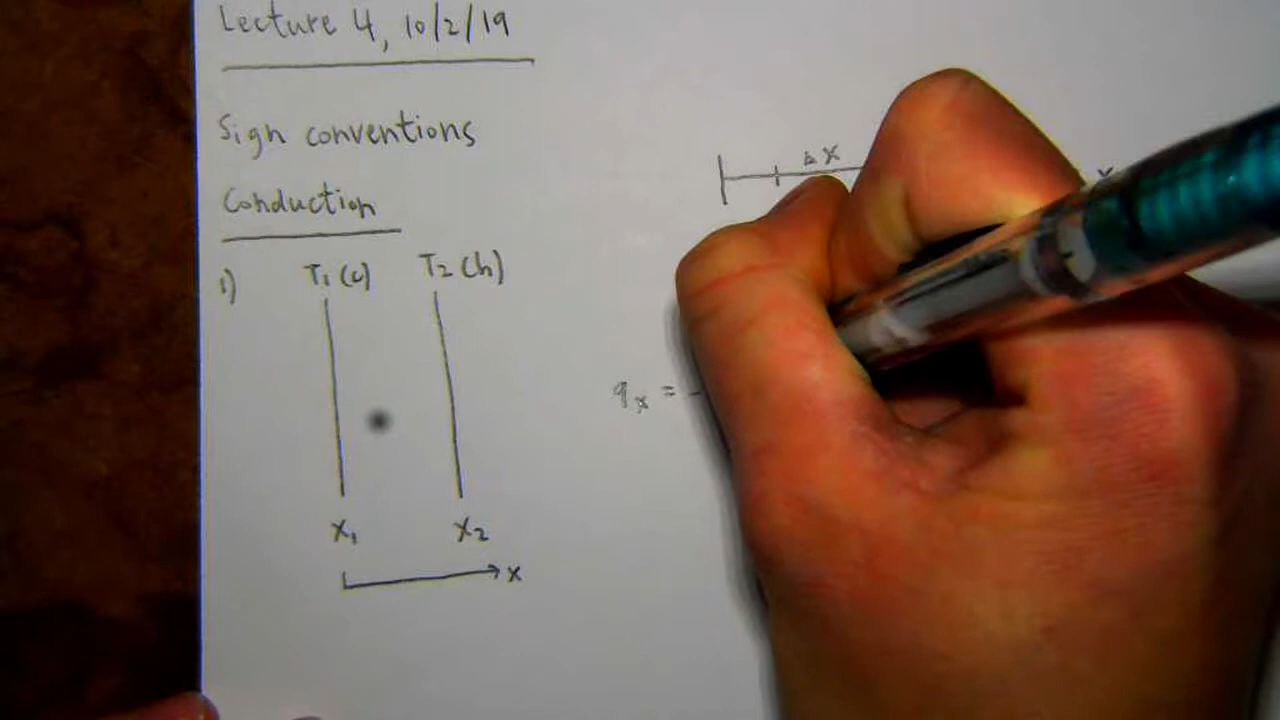 Lecture 4, 10/2/19
Sign conventions
Conduction
1) T₁(c) T₂(h)
X₁ X₂
x
Δx
x
qₓ = -